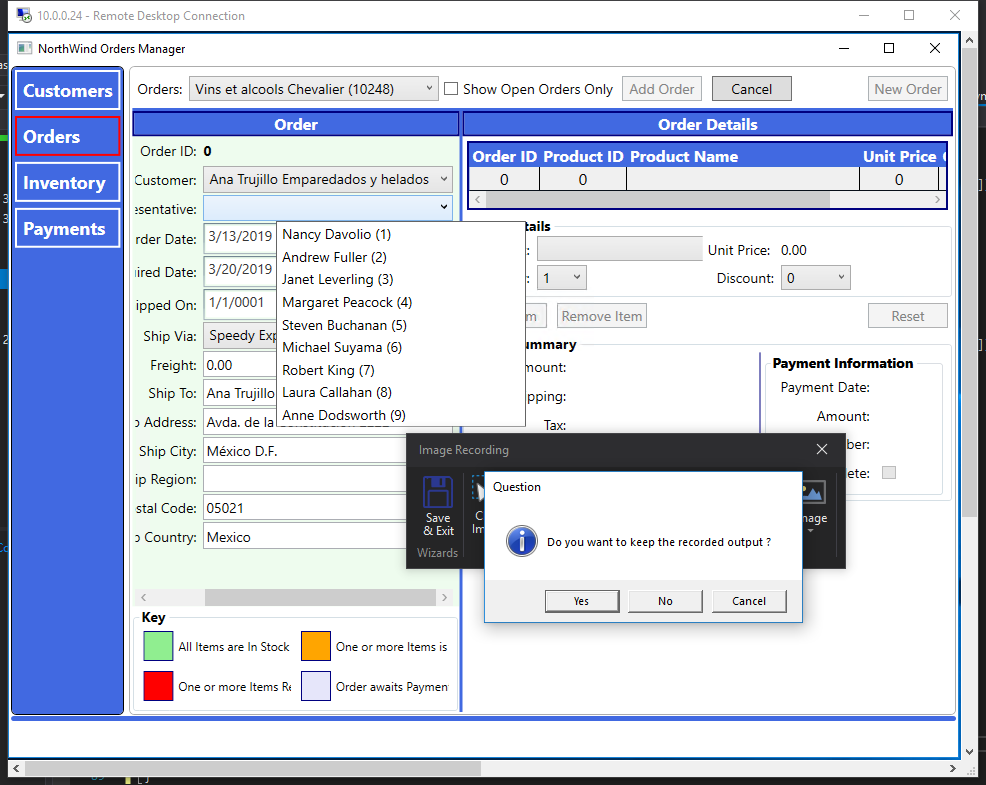 10.0.0.24 - Remote Desktop Connection
NorthWind Orders Manager
Customers
Orders
Inventory
Payments
Orders: Vins et alcools Chevalier (10248) Show Open Orders Only Add Order Cancel New Order
Order
Order ID: 0
Customer: Ana Trujillo Emparedados y helados
esentative:
rder Date: 3/13/2019
ired Date: 3/20/2019
ipped On: 1/1/0001
Ship Via: Speedy Exp
Freight: 0.00
Ship To: Ana Trujillo
Address: Avda. de la
Ship City: México D.F.
ip Region:
stal Code: 05021
Country: Mexico
Nancy Davolio (1)
Andrew Fuller (2)
Janet Leverling (3)
Margaret Peacock (4)
Steven Buchanan (5)
Michael Suyama (6)
Robert King (7)
Laura Callahan (8)
Anne Dodsworth (9)
Key
All Items are In Stock One or more Items is
One or more Items Re Order awaits Paymen
Order Details
Order ID Product ID Product Name Unit Price
0 0 0
tails
Unit Price: 0.00
1 Discount: 0
m Remove Item Reset
ummary
mount:
pping:
Tax:
Payment Information
Payment Date:
Amount:
ber:
ete:
Image Recording
Save
& Exit
Wizards
C
Im
mage
Question
Do you want to keep the recorded output ?
Yes No Cancel